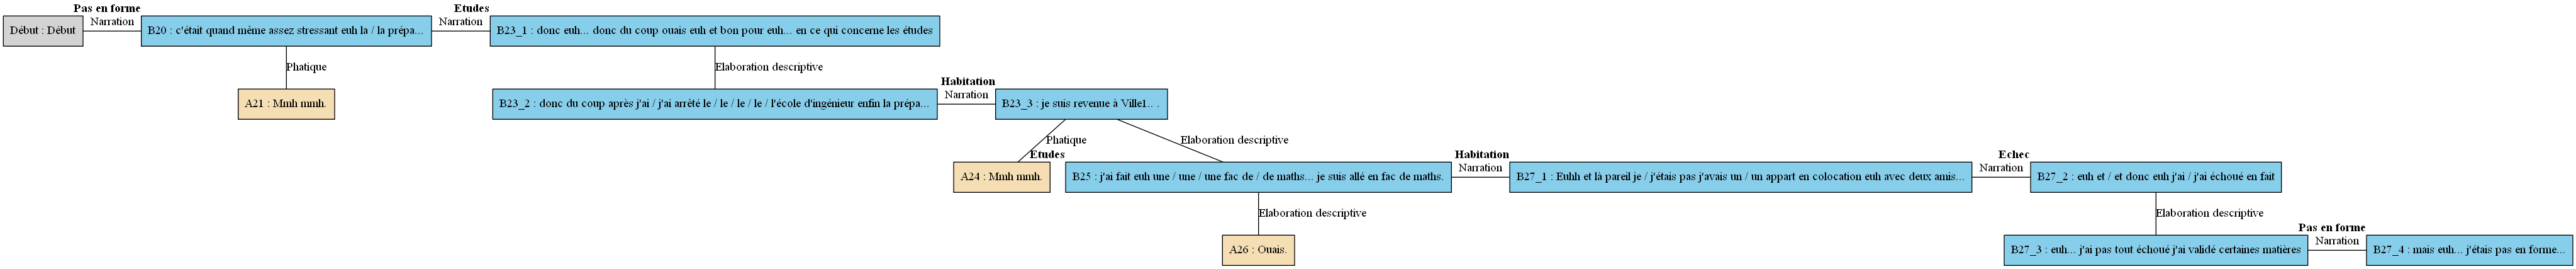 Pas en forme
Narration
Etudes
Narration
Début : Début
B20 : c'était quand même assez stressant euh la / la prépa...
B23_1 : donc euh... donc du coup ouais euh et bon pour euh... en ce qui concerne les études
Phatique
Elaboration descriptive
Habitation
Narration
A21 : Mmh mmh.
B23_2 : donc du coup après j'ai / j'ai arrêté le / le / le / le / l'école d'ingénieur enfin la prépa...
B23_3 : je suis revenue à Ville1.. .
Phatique
Elaboration descriptive
Etudes
Habitation
Narration
Echec
Narration
A24 : Mmh mmh.
B25 : j'ai fait euh une / une / une fac de / de maths... je suis allé en fac de maths.
B27_1 : Euhh et là pareil je / j'étais pas j'avais un / un appart en colocation euh avec deux amis...
B27_2 : euh et / et donc euh j'ai / j'ai échoué en fait
Elaboration descriptive
Elaboration descriptive
Pas en forme
Narration
A26 : Ouais.
B27_3 : euh... j'ai pas tout échoué j'ai validé certaines matières
B27_4 : mais euh... j'étais pas en forme...